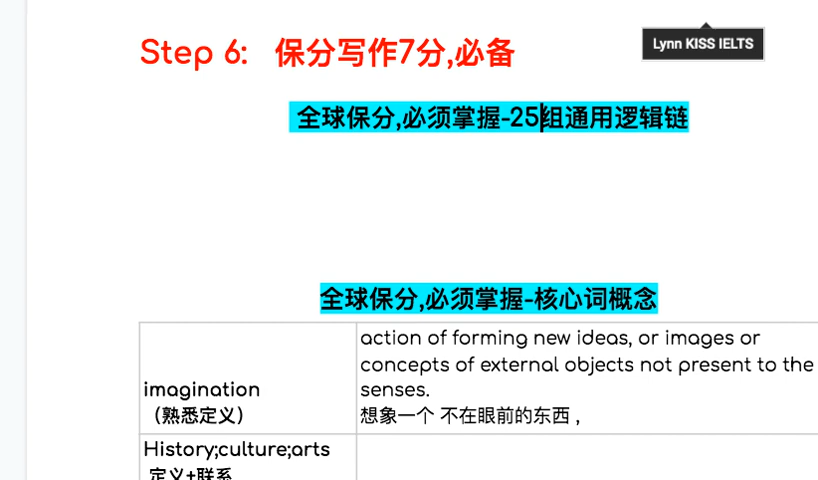 Step 6: 保分写作7分,必备
Lynn KISS IELTS
全球保分,必须掌握-25组通用逻辑链
全球保分,必须掌握-核心词概念
action of forming new ideas, or images or
concepts of external objects not present to the
imagination senses.
（熟悉定义） 想象一个 不在眼前的东西 ,
History;culture;arts
定义+联系